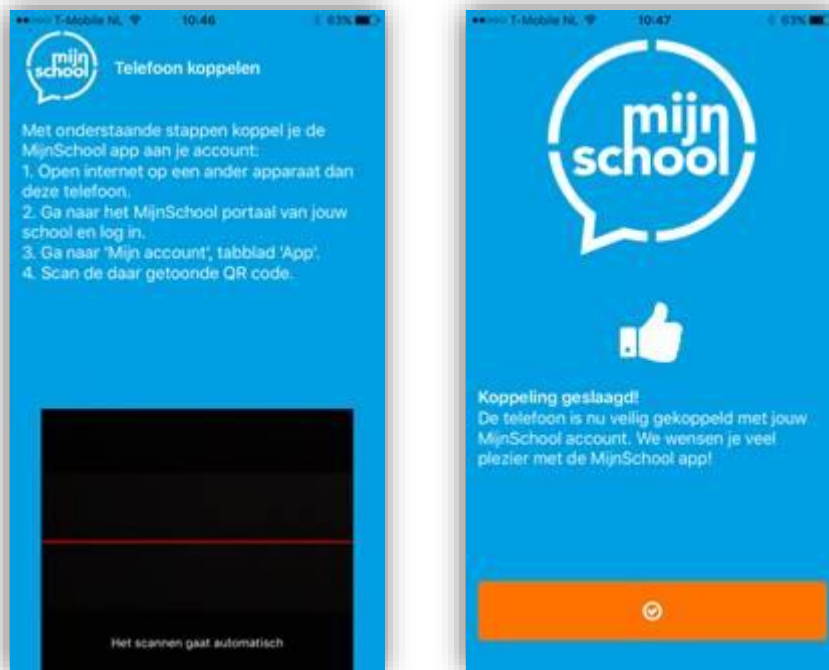 T-Mobile NL 10:46 63%
mijn
school
Telefoon koppelen
Met onderstaande stappen koppel je de
MijnSchool app aan je account:
1. Open internet op een ander apparaat dan
deze telefoon.
2. Ga naar het MijnSchool portaal van jouw
school en log in.
3. Ga naar 'Mijn account', tabblad 'App'.
4. Scan de daar getoonde QR code.
Het scannen gaat automatisch
T-Mobile NL 10:47 63%
mijn
school
Koppeling geslaagd!
De telefoon is nu veilig gekoppeld met jouw
MijnSchool account. We wensen je veel
plezier met de MijnSchool app!